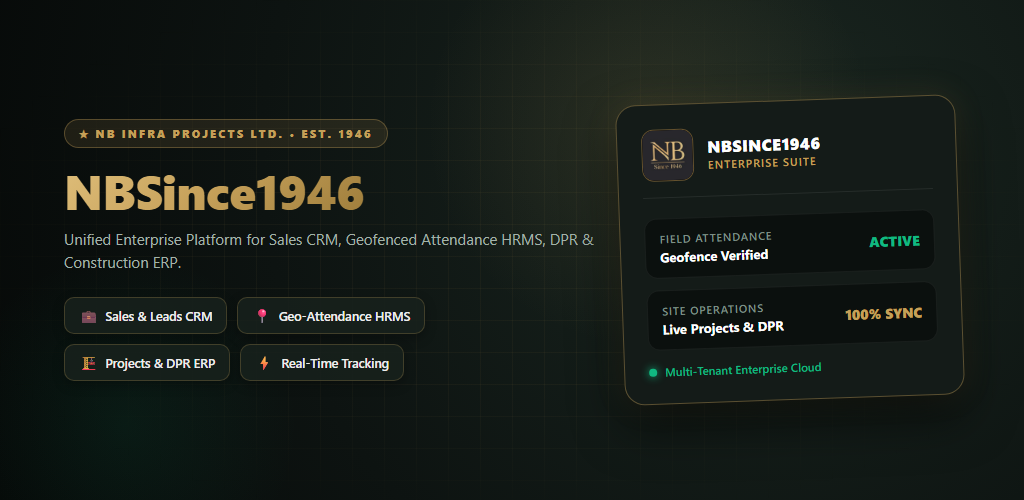 ★ NB INFRA PROJECTS LTD. • EST. 1946
NBSince1946
Unified Enterprise Platform for Sales CRM, Geofenced Attendance HRMS, DPR &
Construction ERP.
Sales & Leads CRM
Geo-Attendance HRMS
Projects & DPR ERP
Real-Time Tracking
NB
Since 1946
NBSINCE1946
ENTERPRISE SUITE
FIELD ATTENDANCE
Geofence Verified
ACTIVE
SITE OPERATIONS
Live Projects & DPR
100% SYNC
Multi-Tenant Enterprise Cloud